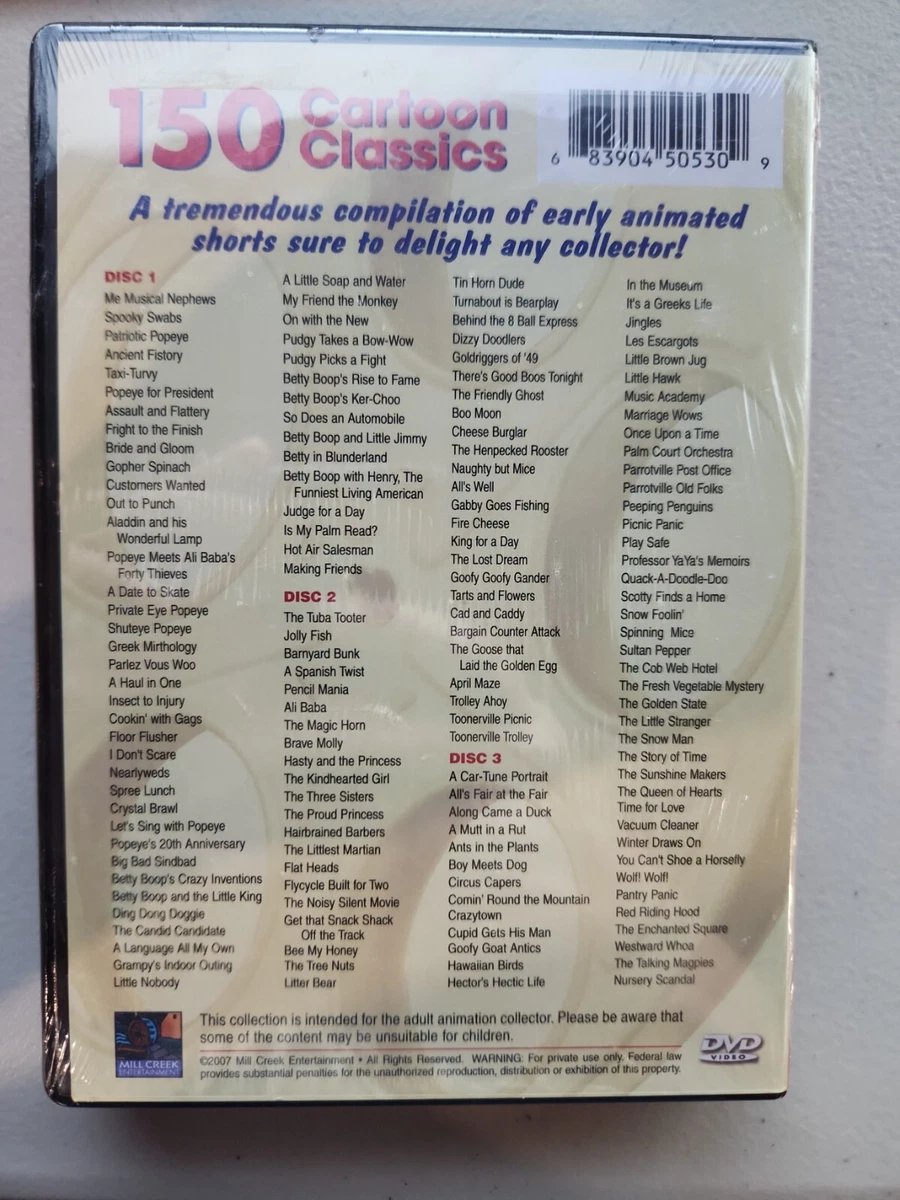 150 Cartoon
Classics
6 83904 50530 9
A tremendous compilation of early animated
shorts sure to delight any collector!
DISC 1
Me Musical Nephews
Spooky Swabs
Patriotic Popeye
Ancient Fistory
Taxi-Turvy
Popeye for President
Assault and Flattery
Fright to the Finish
Bride and Gloom
Gopher Spinach
Customers Wanted
Out to Punch
Aladdin and his
Wonderful Lamp
Popeye Meets Ali Baba's
Forty Thieves
A Date to Skate
Private Eye Popeye
Shuteye Popeye
Greek Mirthology
Parlez Vous Woo
A Haul in One
Insect to Injury
Cookin' with Gags
Floor Flusher
I Don't Scare
Nearlyweds
Spree Lunch
Crystal Brawl
Let's Sing with Popeye
Popeye's 20th Anniversary
Big Bad Sindbad
Betty Boop's Crazy Inventions
Betty Boop and the Little King
Ding Dong Doggie
The Candid Candidate
A Language All My Own
Grampy's Indoor Outing
Little Nobody
A Little Soap and Water
My Friend the Monkey
On with the New
Pudgy Takes a Bow-Wow
Pudgy Picks a Fight
Betty Boop's Rise to Fame
Betty Boop's Ker-Choo
So Does an Automobile
Betty Boop and Little Jimmy
Betty in Blunderland
Betty Boop with Henry, The
Funniest Living American
Judge for a Day
Is My Palm Read?
Hot Air Salesman
Making Friends
DISC 2
The Tuba Tooter
Jolly Fish
Barnyard Bunk
A Spanish Twist
Pencil Mania
Ali Baba
The Magic Horn
Brave Molly
Hasty and the Princess
The Kindhearted Girl
The Three Sisters
The Proud Princess
Hairbrained Barbers
The Littlest Martian
Flat Heads
Flycycle Built for Two
The Noisy Silent Movie
Get that Snack Shack
Off the Track
Bee My Honey
The Tree Nuts
Litter Bear
Tin Horn Dude
Turnabout is Bearplay
Behind the 8 Ball Express
Dizzy Doodlers
Goldriggers of '49
There's Good Boos Tonight
The Friendly Ghost
Boo Moon
Cheese Burglar
The Henpecked Rooster
Naughty but Mice
All's Well
Gabby Goes Fishing
Fire Cheese
King for a Day
The Lost Dream
Goofy Goofy Gander
Tarts and Flowers
Cad and Caddy
Bargain Counter Attack
The Goose that
Laid the Golden Egg
April Maze
Trolley Ahoy
Toonerville Picnic
Toonerville Trolley
DISC 3
A Car-Tune Portrait
All's Fair at the Fair
Along Came a Duck
A Mutt in a Rut
Ants in the Plants
Boy Meets Dog
Circus Capers
Comin' Round the Mountain
Crazytown
Cupid Gets His Man
Goofy Goat Antics
Hawaiian Birds
Hector's Hectic Life
In the Museum
It's a Greeks Life
Jingles
Les Escargots
Little Brown Jug
Little Hawk
Music Academy
Marriage Wows
Once Upon a Time
Palm Court Orchestra
Parrotville Post Office
Parrotville Old Folks
Peeping Penguins
Picnic Panic
Play Safe
Professor YaYa's Memoirs
Quack-A-Doodle-Doo
Scotty Finds a Home
Snow Foolin'
Spinning Mice
Sultan Pepper
The Cob Web Hotel
The Fresh Vegetable Mystery
The Golden State
The Little Stranger
The Snow Man
The Story of Time
The Sunshine Makers
The Queen of Hearts
Time for Love
Vacuum Cleaner
Winter Draws On
You Can't Shoe a Horselly
Wolf! Wolf!
Pantry Panic
Red Riding Hood
The Enchanted Square
Westward Whoa
The Talking Magpies
Nursery Scandal
MILL CREEK
ENTERTAINMENT
This collection is intended for the adult animation collector. Please be aware that
some of the content may be unsuitable for children.
©2007 Mill Creek Entertainment • All Rights Reserved. WARNING: For private use only. Federal law
provides substantial penalties for the unauthorized reproduction, distribution or exhibition of this property.
DVD
VIDEO